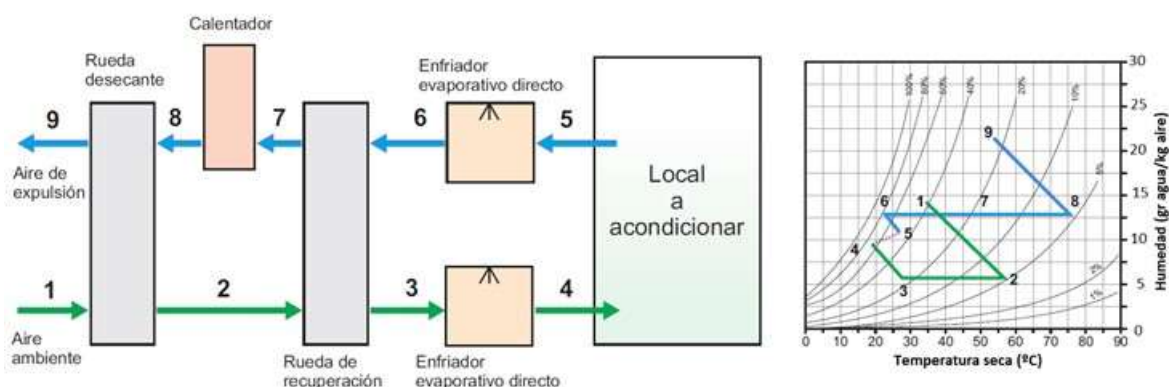 Calentador
Rueda
desecante
Enfriador
evaporativo directo
9
8
7
6
5
Aire de
expulsión
Local
a
acondicionar
1
2
3
4
Aire
ambiente
Rueda de
recuperación
Enfriador
evaporativo directo
30
25
20
15
10
5
0
100%
80%
60%
40%
20%
10%
5%
2%
1%
9
6
1
7
8
5
4
3
2
0 10 20 30 40 50 60 70 80 90
Temperatura seca (ºC)
Humedad (gr agua/kg aire)